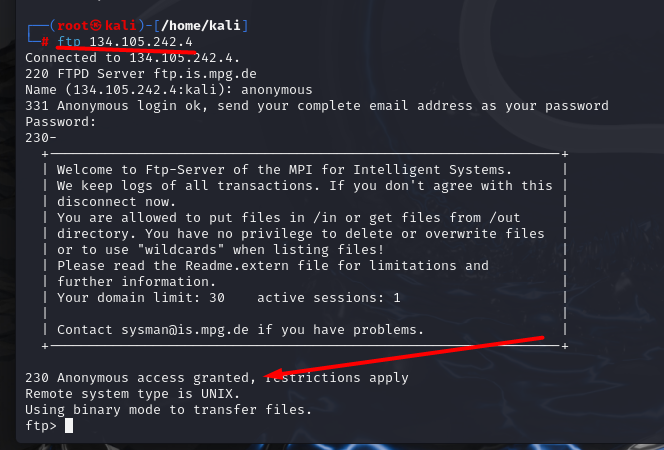 (root㉿kali)-[/home/kali]
# ftp 134.105.242.4
Connected to 134.105.242.4.
220 FTPD Server ftp.is.mpg.de
Name (134.105.242.4:kali): anonymous
331 Anonymous login ok, send your complete email address as your password
Password:
230-
Welcome to Ftp-Server of the MPI for Intelligent Systems.
We keep logs of all transactions. If you don't agree with this
disconnect now.
You are allowed to put files in /in or get files from /out
directory. You have no privilege to delete or overwrite files
or to use "wildcards" when listing files!
Please read the Readme.extern file for limitations and
further information.
Your domain limit: 30    active sessions: 1
Contact sysman@is.mpg.de if you have problems.
230 Anonymous access granted, restrictions apply
Remote system type is UNIX.
Using binary mode to transfer files.
ftp>